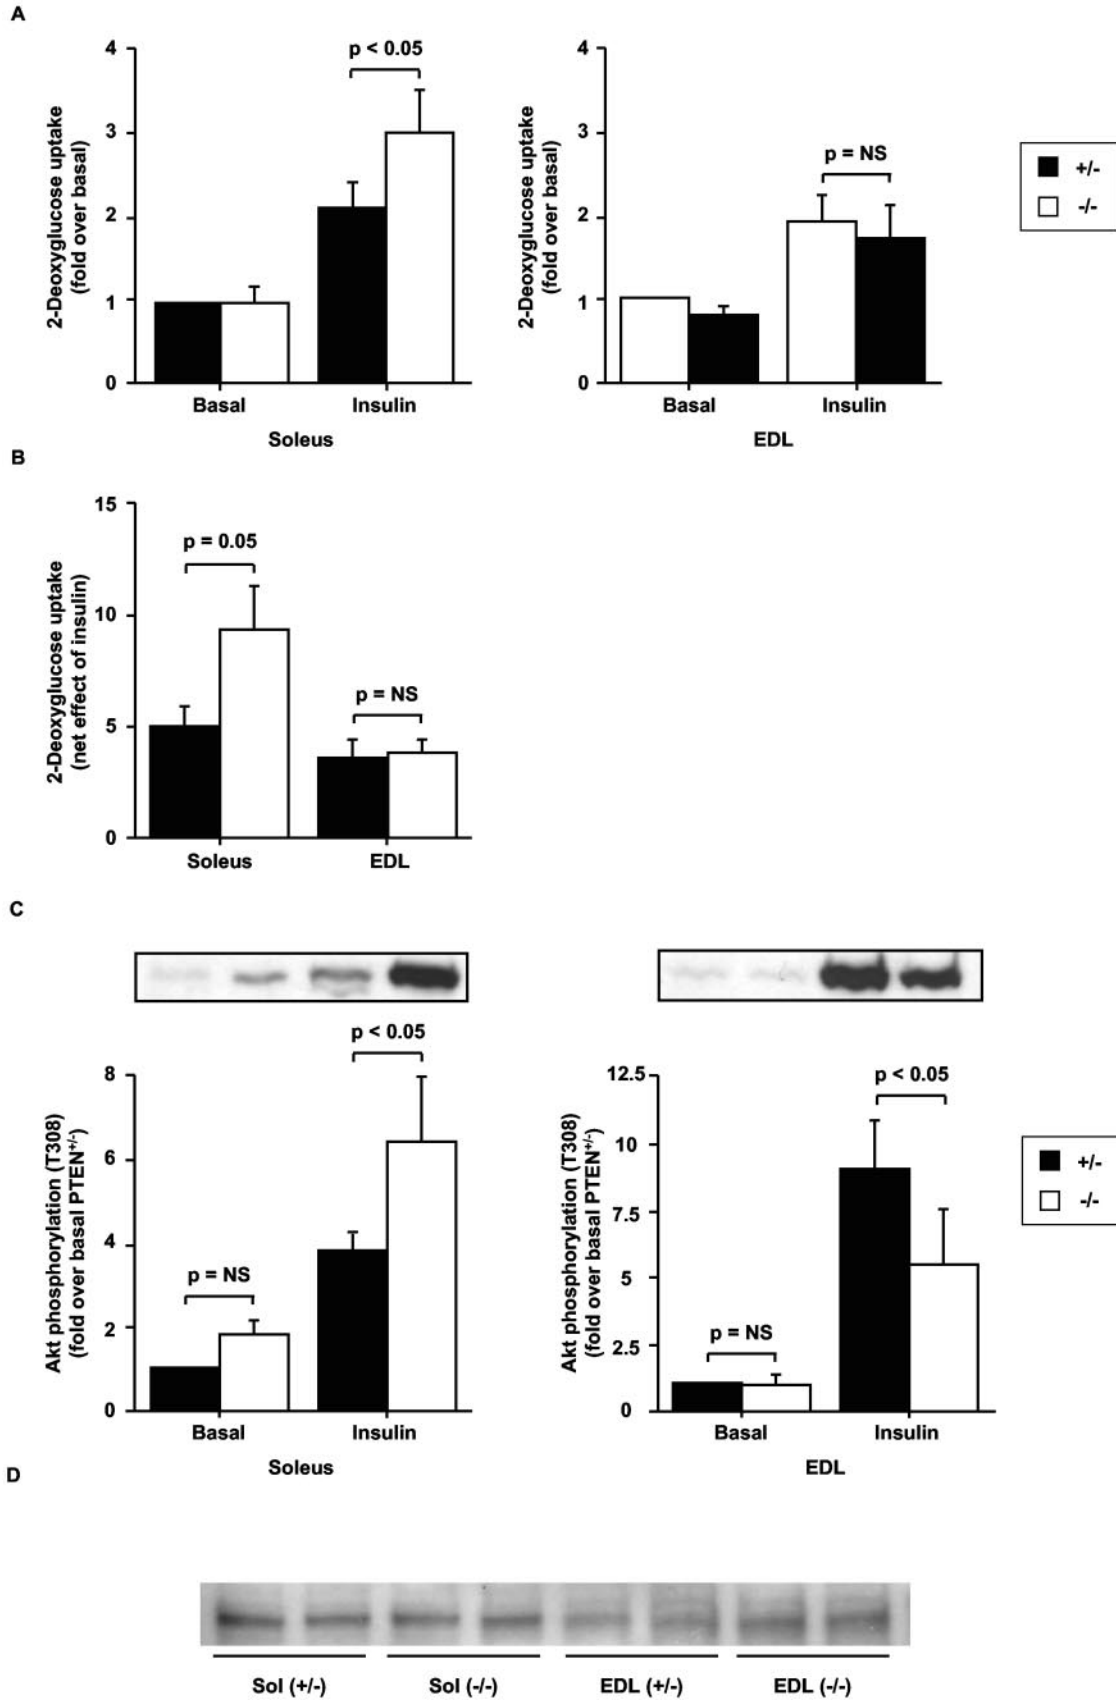 A
4
3
2
1
0
2-Deoxyglucose uptake
(fold over basal)
p < 0.05
Basal
Insulin
Soleus
4
3
2
1
0
2-Deoxyglucose uptake
(fold over basal)
p = NS
Basal
Insulin
EDL
+/-
-/-
B
15
10
5
0
2-Deoxyglucose uptake
(net effect of insulin)
p = 0.05
p = NS
Soleus
EDL
C
8
6
4
2
0
Akt phosphorylation (T308)
(fold over basal PTEN+/-)
p = NS
p < 0.05
Basal
Insulin
Soleus
12.5
10
7.5
5
2.5
0
Akt phosphorylation (T308)
(fold over basal PTEN+/-)
p = NS
p < 0.05
Basal
Insulin
EDL
+/-
-/-
D
Sol (+/-)
Sol (-/-)
EDL (+/-)
EDL (-/-)